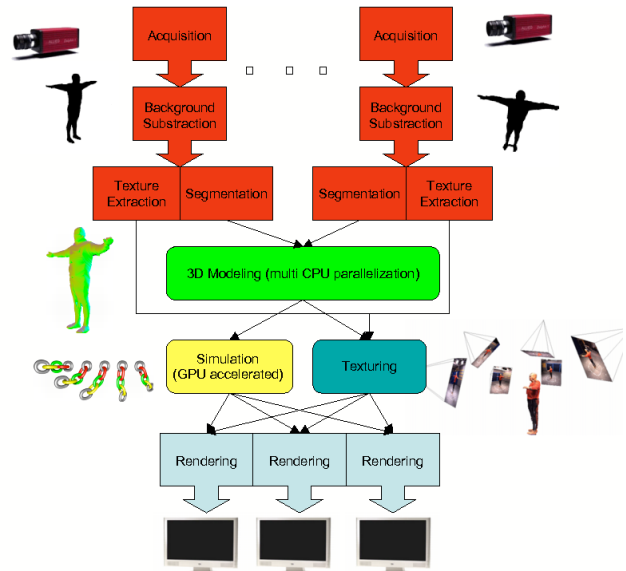 Acquisition
Acquisition
Background
Substraction
Background
Substraction
Texture
Extraction
Segmentation
Segmentation
Texture
Extraction
3D Modeling (multi CPU parallelization)
Simulation
(GPU accelerated)
Texturing
Rendering
Rendering
Rendering